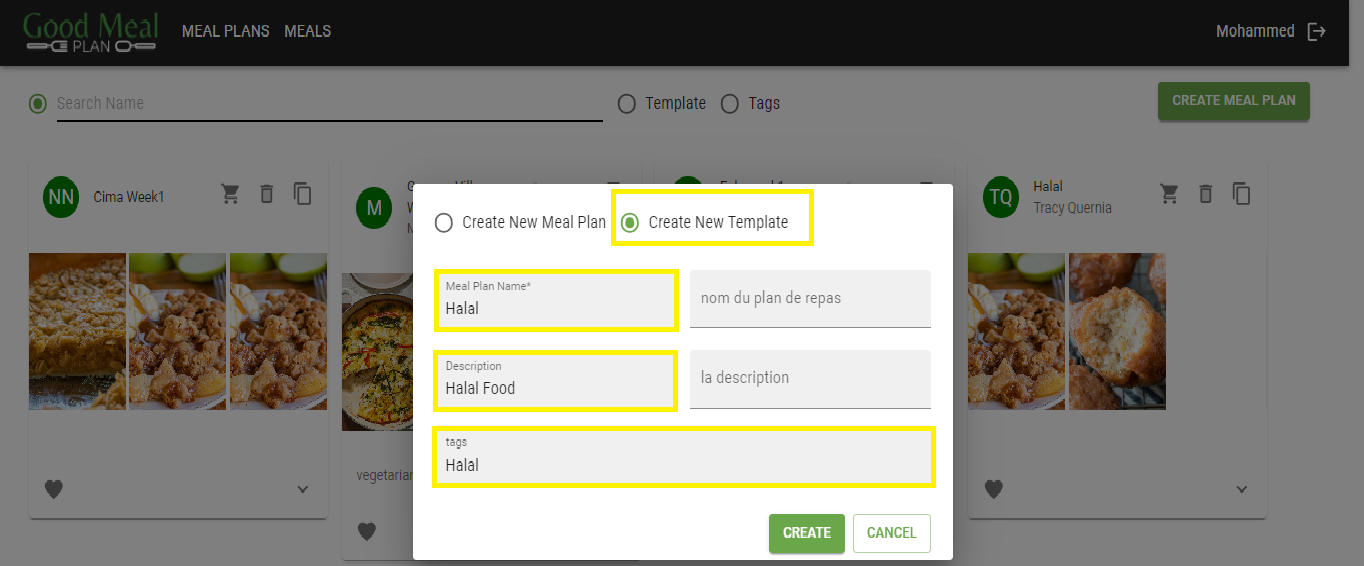 Good Meal
PLAN
MEAL PLANS MEALS
Mohammed
Search Name
Template
Tags
CREATE MEAL PLAN
NN
Cima Week1
M
TQ
Halal
Tracy Quernia
Create New Meal Plan
Create New Template
Meal Plan Name*
Halal
nom du plan de repas
Description
Halal Food
la description
tags
Halal
vegetarian
CREATE
CANCEL